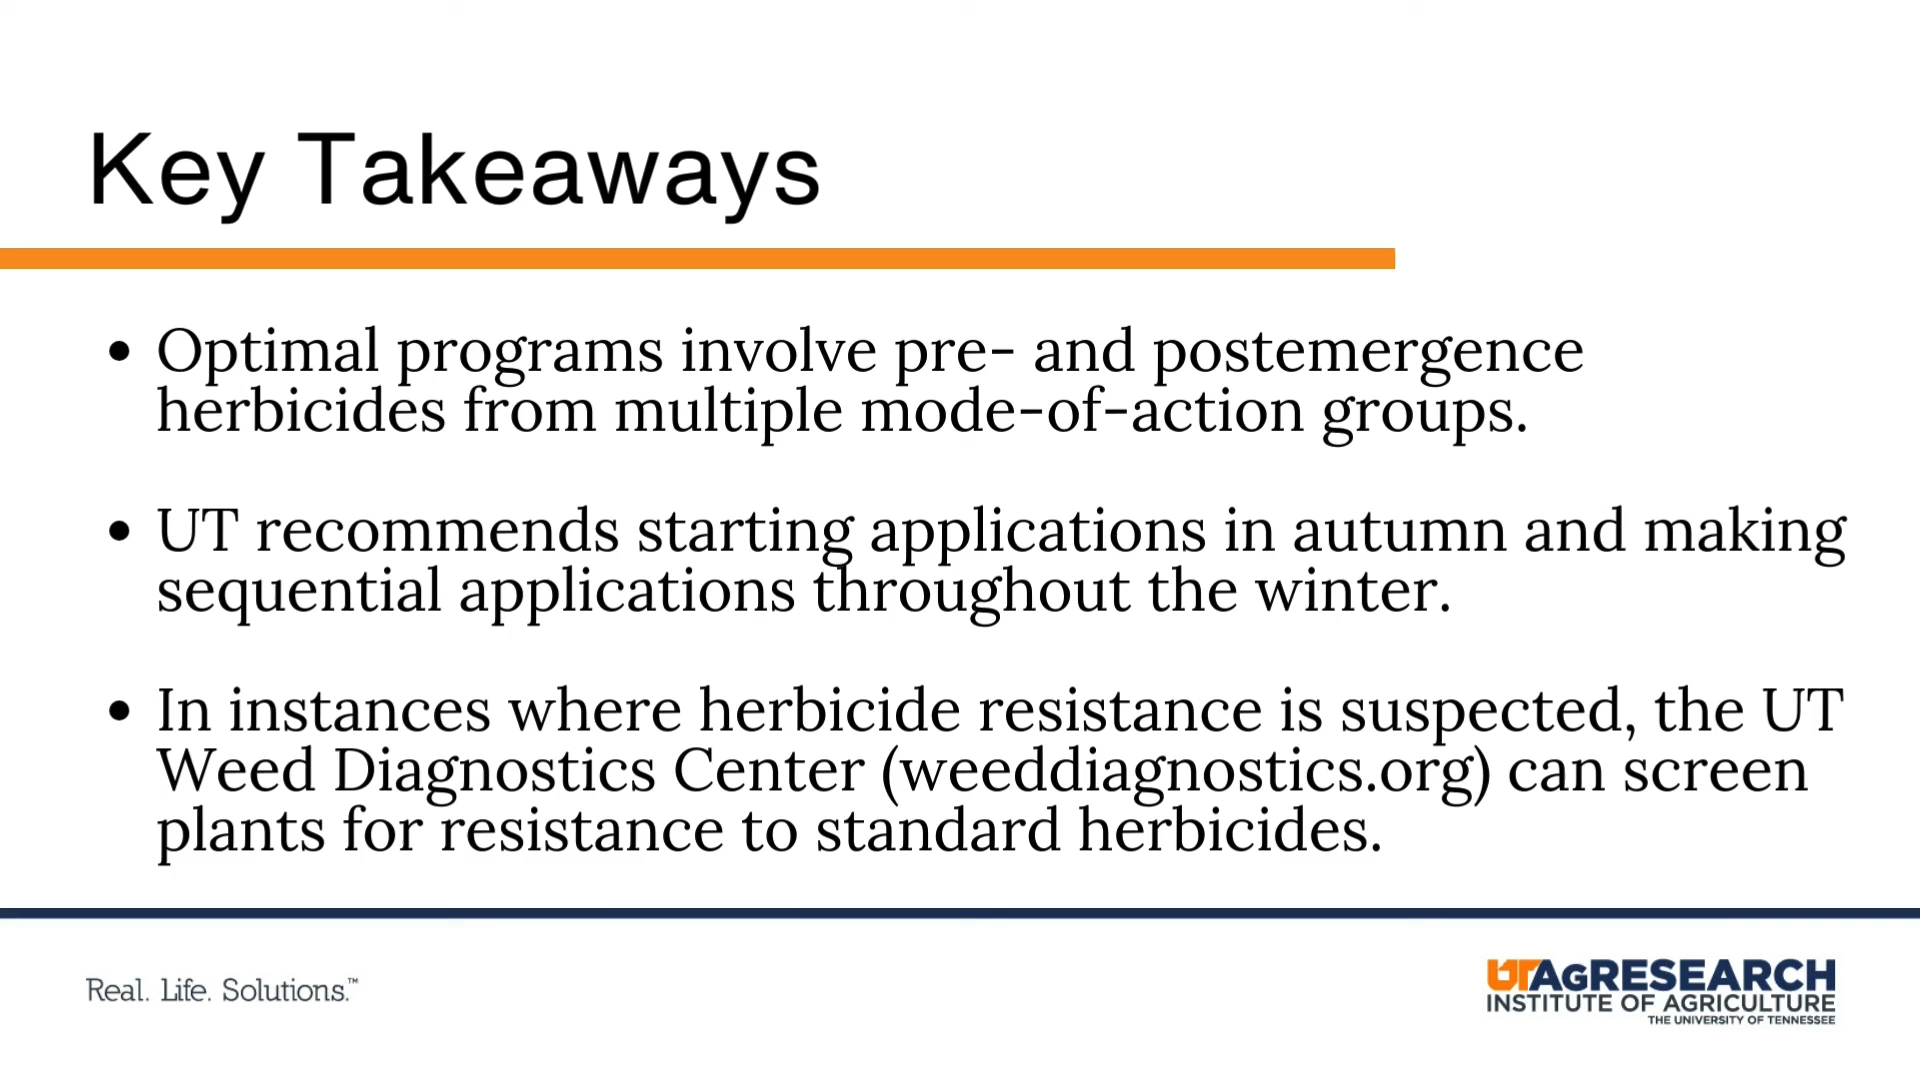 Key Takeaways
• Optimal programs involve pre- and postemergence
herbicides from multiple mode-of-action groups.
• UT recommends starting applications in autumn and making
sequential applications throughout the winter.
• In instances where herbicide resistance is suspected, the UT
Weed Diagnostics Center (weeddiagnostics.org) can screen
plants for resistance to standard herbicides.
Real. Life. Solutions.™
UTAGRESEARCH
INSTITUTE OF AGRICULTURE
THE UNIVERSITY OF TENNESSEE